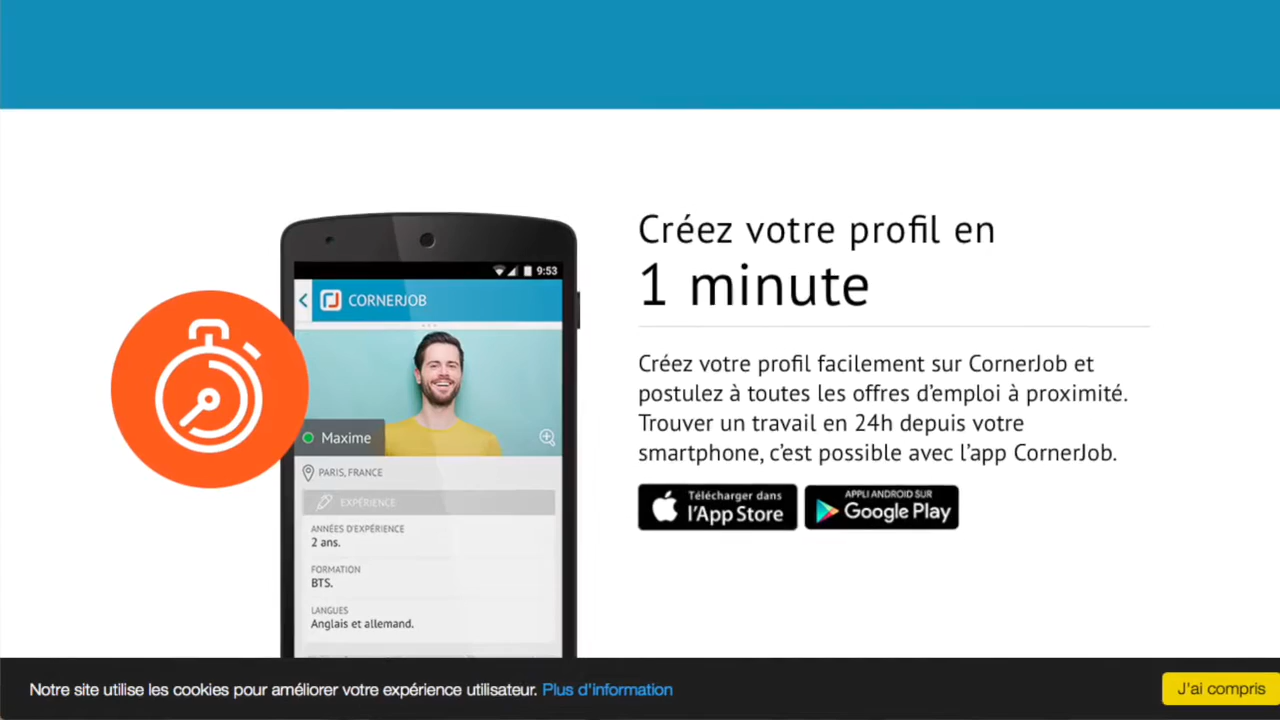 Créez votre profil en
1 minute
Créez votre profil facilement sur CornerJob et
postulez à toutes les offres d'emploi à proximité.
Trouver un travail en 24h depuis votre
smartphone, c'est possible avec l'app CornerJob.
Télécharger dans
l'App Store
APPLI ANDROID SUR
Google Play
9:53
CORNERJOB
Maxime
PARIS, FRANCE
EXPÉRIENCE
ANNÉES D'EXPÉRIENCE
2 ans.
FORMATION
BTS.
LANGUES
Anglais et allemand.
Notre site utilise les cookies pour améliorer votre expérience utilisateur. Plus d'information
J'ai compris